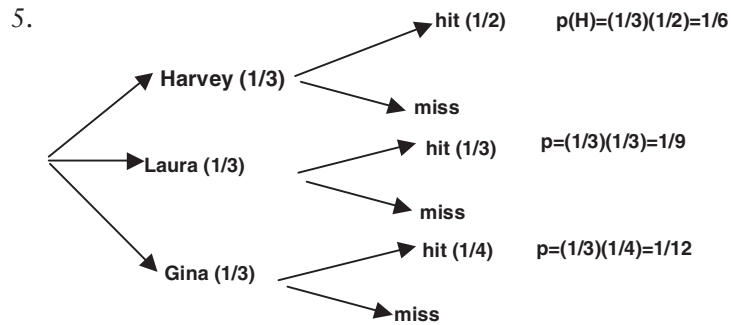 5.
hit (1/2) p(H)=(1/3)(1/2)=1/6
Harvey (1/3)
miss
hit (1/3) p=(1/3)(1/3)=1/9
Laura (1/3)
miss
hit (1/4) p=(1/3)(1/4)=1/12
Gina (1/3)
miss